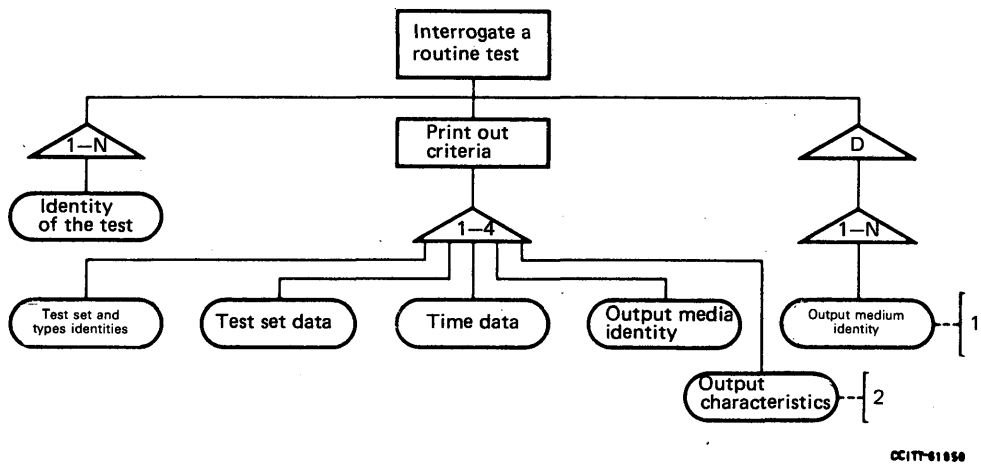 Interrogate a
routine test
1–N
Print out
criteria
D
Identity
of the test
1–4
1–N
Test set and
types identities
Test set data
Time data
Output media
identity
Output medium
identity
1
Output
characteristics
2
CCITT-61950